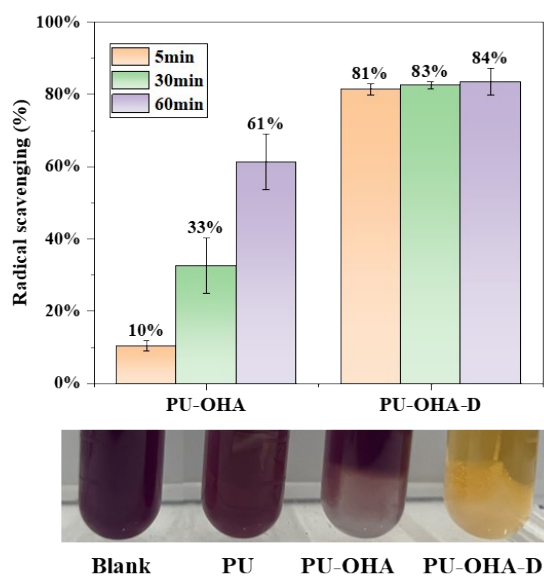 100%
80%
60%
40%
20%
0%
Radical scavenging (%)
5min
30min
60min
10%
33%
61%
81%
83%
84%
PU-OHA
PU-OHA-D
Blank
PU
PU-OHA
PU-OHA-D